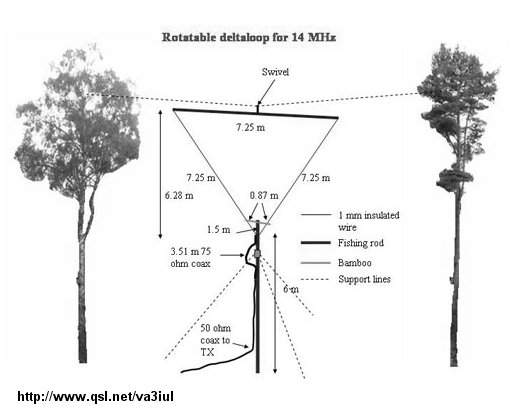 Rotatable deltaloop for 14 MHz
Swivel
7.25 m
7.25 m
7.25 m
6.28 m
0.87 m
1.5 m
3.51 m 75
ohm coax
1 mm insulated
wire
Fishing rod
Bamboo
Support lines
6 m
50 ohm
coax to
TX
http://www.qsl.net/va3iul